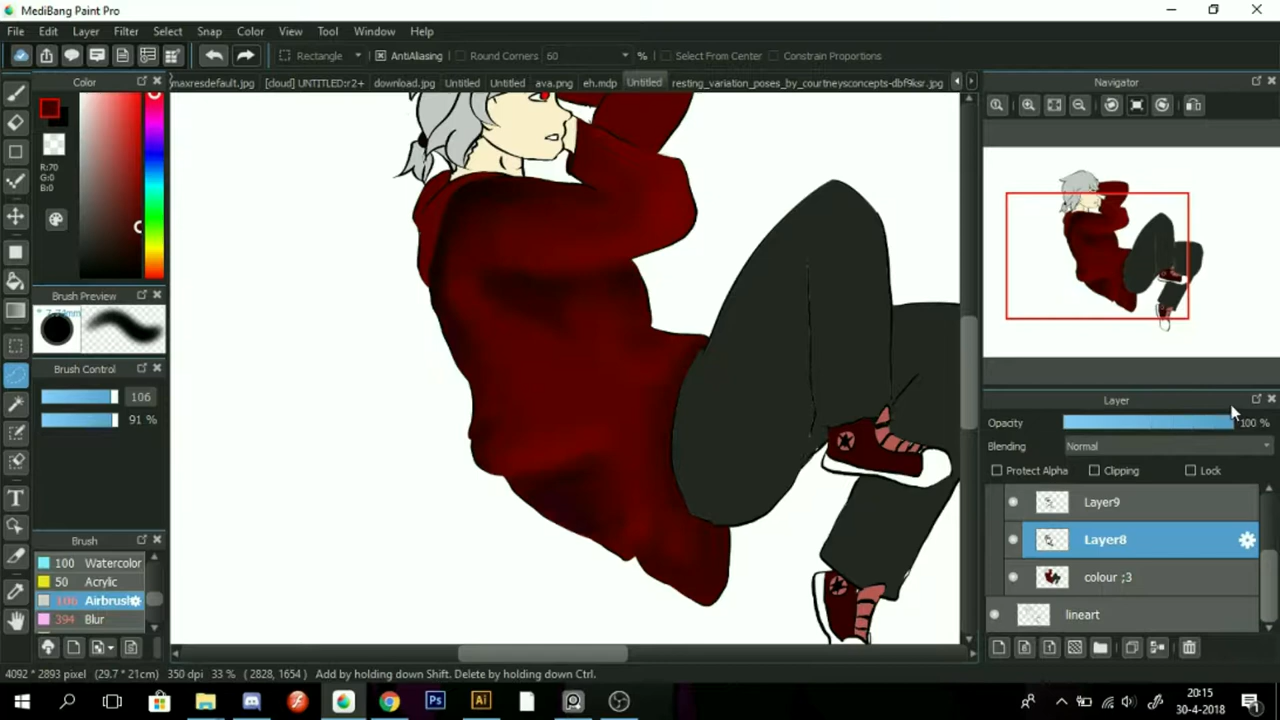 MediBang Paint Pro
File Edit Layer Filter Select Snap Color View Tool Window Help
Rectangle AntiAliasing Round Corners 60 % Select From Center Constrain Proportions
Color
maxresdefault.jpg [cloud] UNTITLED:r2+ download.jpg Untitled Untitled ava.png eh.mdp Untitled resting_variation_poses_by_courtneysconcepts-dbf9ksr.jpg
Navigator
R:70
G:0
B:0
Brush Preview
Brush Control
106
91 %
Layer
Opacity 100 %
Blending Normal
Protect Alpha Clipping Lock
Layer9
Layer8
colour ;3
lineart
Brush
100 Watercolor
50 Acrylic
106 Airbrush
394 Blur
4092 * 2893 pixel (29.7 * 21cm) 350 dpi 33 % ( 2828, 1654 ) Add by holding down Shift. Delete by holding down Ctrl.
Ps Ai
20:15
30-4-2018
1